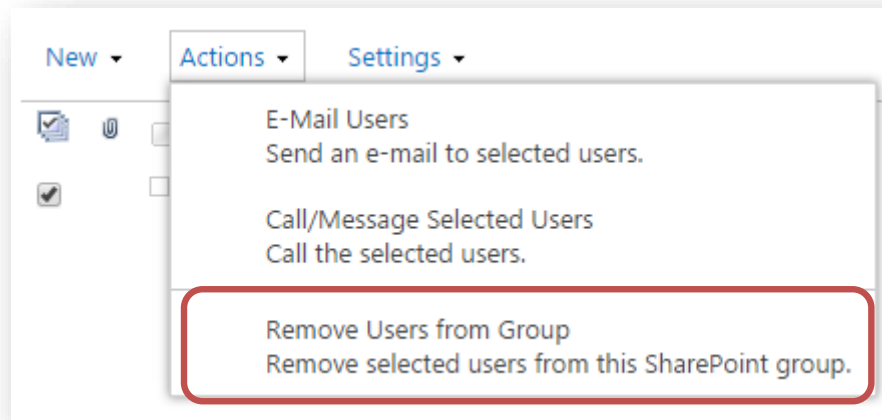 New Actions Settings
E-Mail Users
Send an e-mail to selected users.
Call/Message Selected Users
Call the selected users.
Remove Users from Group
Remove selected users from this SharePoint group.